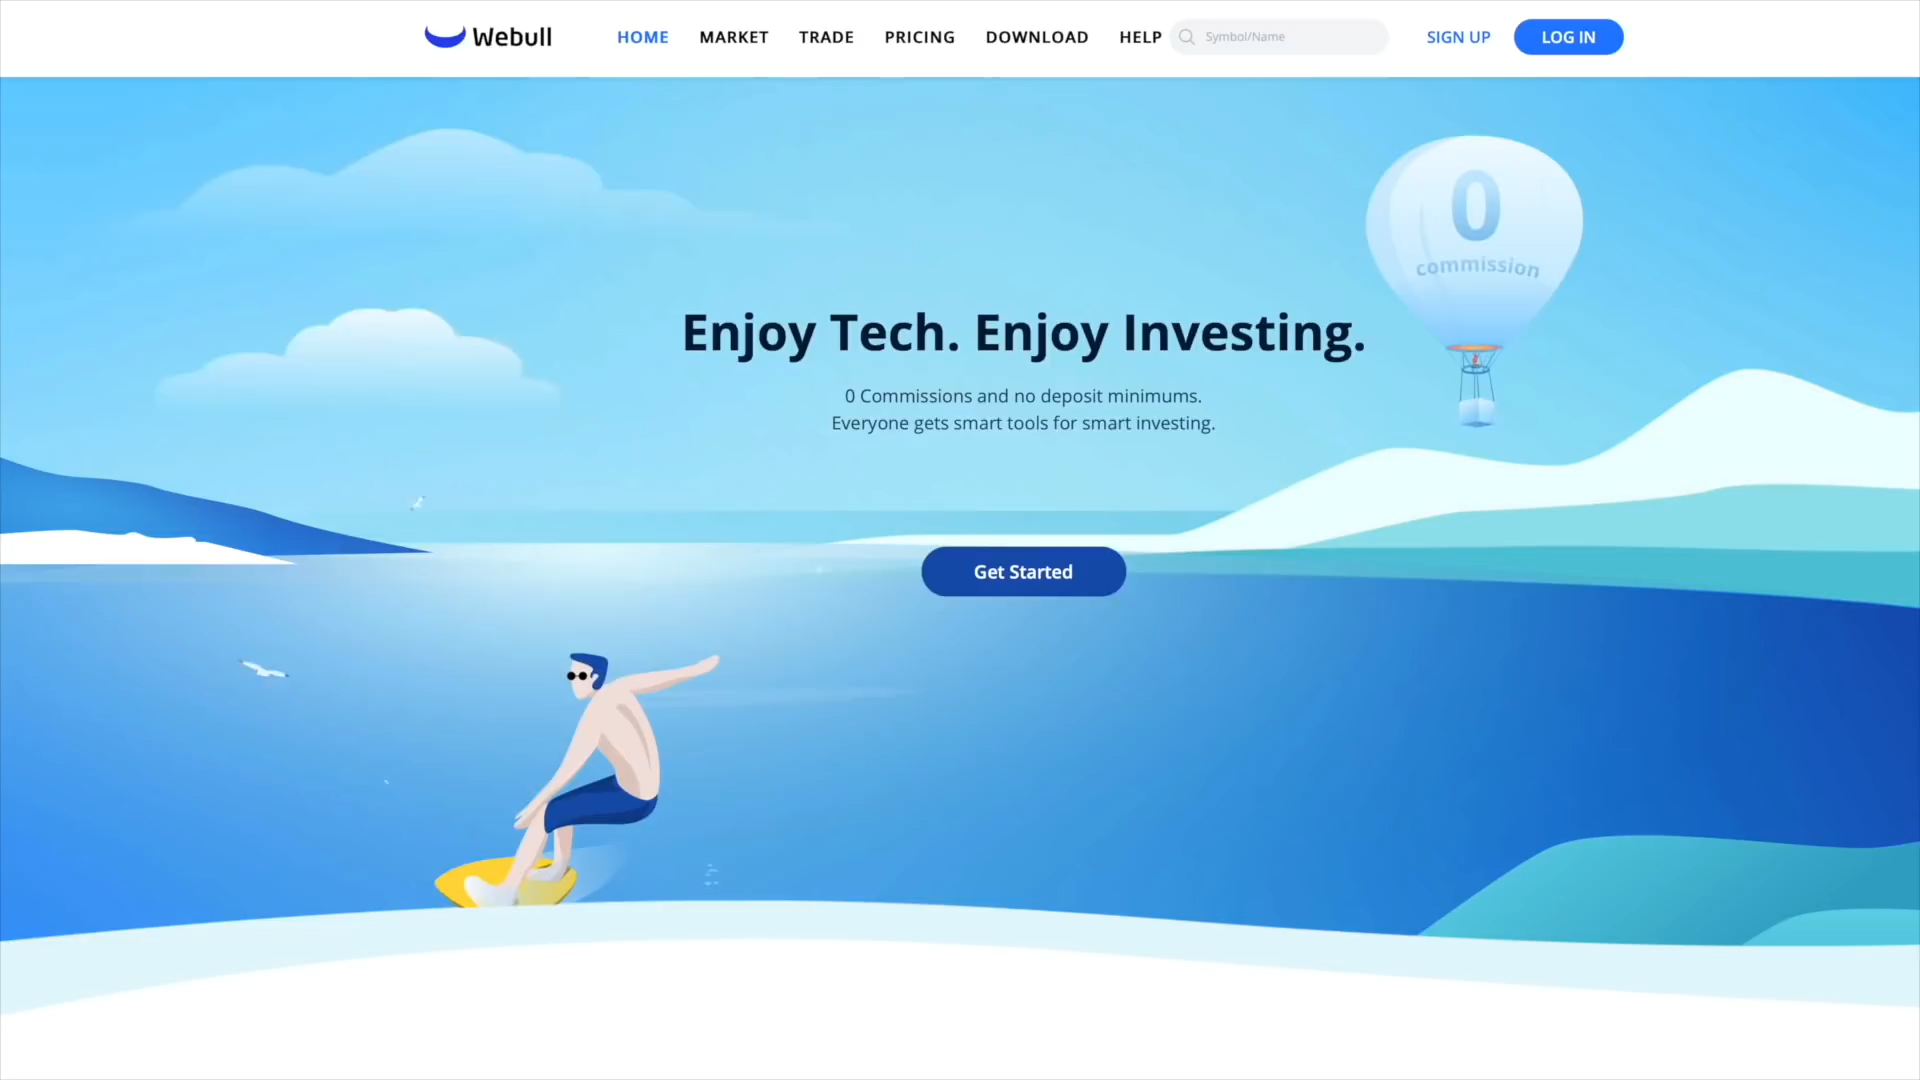 Webull
HOME
MARKET
TRADE
PRICING
DOWNLOAD
HELP
Symbol/Name
SIGN UP
LOG IN
0
commission
Enjoy Tech. Enjoy Investing.
0 Commissions and no deposit minimums.
Everyone gets smart tools for smart investing.
Get Started